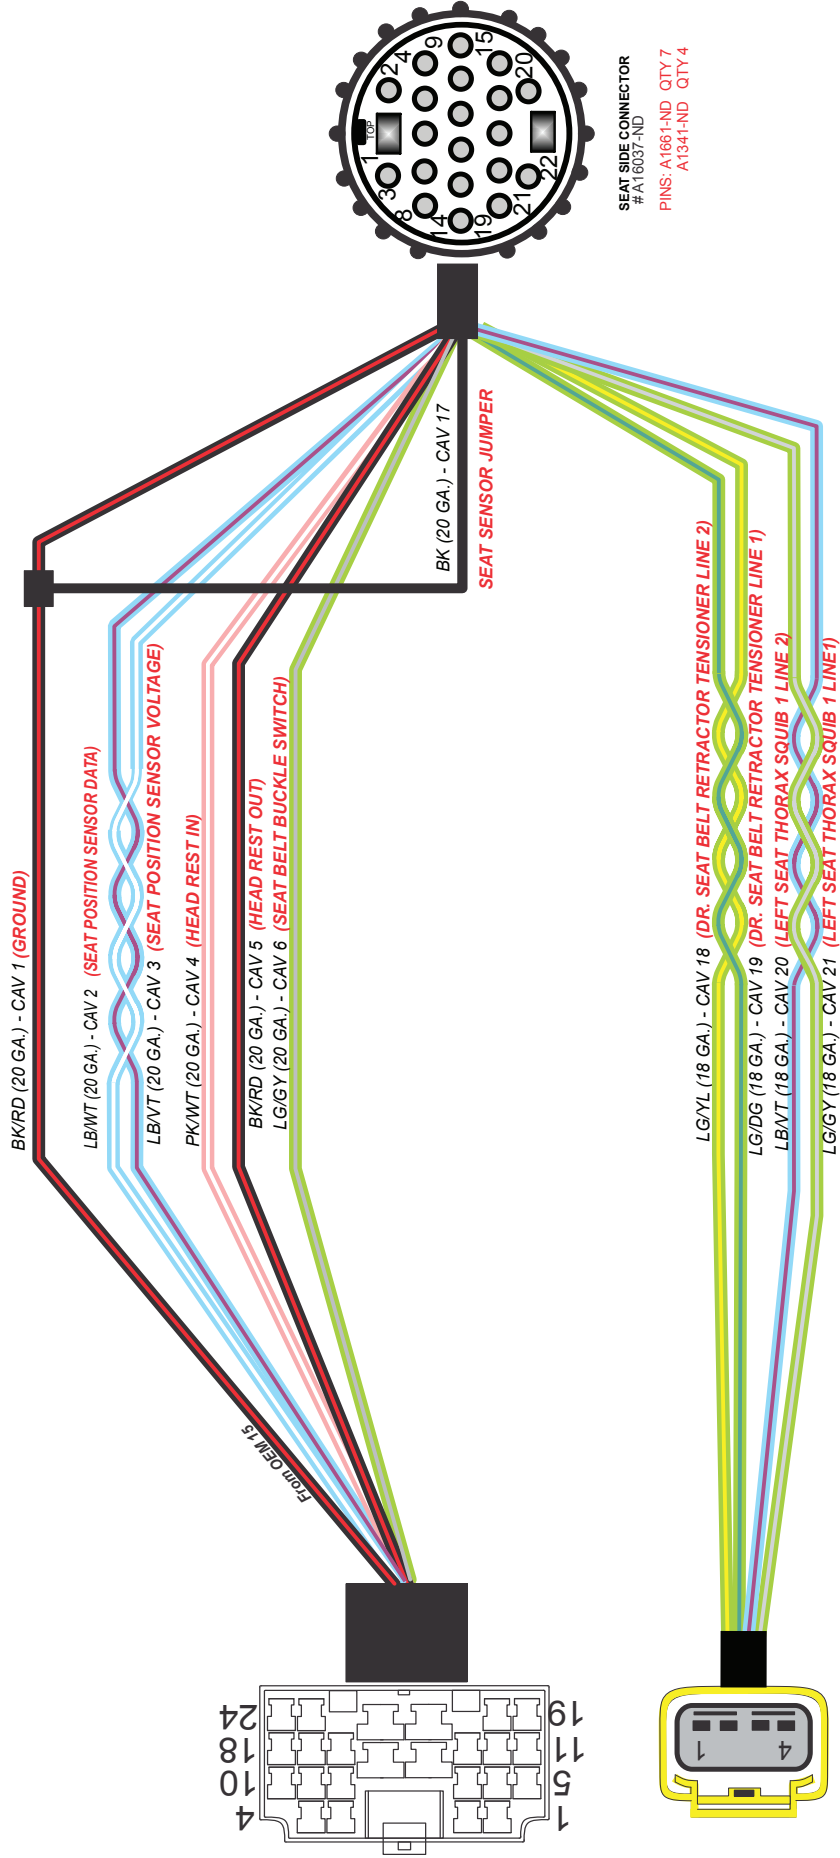 2
4
9
15
20
TOP
1
3
8
14
19
21
22
SEAT SIDE CONNECTOR
# A16037-ND
PINS: A1661-ND QTY 7
A1341-ND QTY 4
BK (20 GA.) - CAV 17
SEAT SENSOR JUMPER
BK/RD (20 GA.) - CAV 1 (GROUND)
LB/WT (20 GA.) - CAV 2 (SEAT POSITION SENSOR DATA)
LB/VT (20 GA.) - CAV 3 (SEAT POSITION SENSOR VOLTAGE)
PK/WT (20 GA.) - CAV 4 (HEAD REST IN)
BK/RD (20 GA.) - CAV 5 (HEAD REST OUT)
LG/GY (20 GA.) - CAV 6 (SEAT BELT BUCKLE SWITCH)
LG/YL (18 GA.) - CAV 18 (DR. SEAT BELT RETRACTOR TENSIONER LINE 2)
LG/DG (18 GA.) - CAV 19 (DR. SEAT BELT RETRACTOR TENSIONER LINE 1)
LB/VT (18 GA.) - CAV 20 (LEFT SEAT THORAX SQUIB 1 LINE 2)
LG/GY (18 GA.) - CAV 21 (LEFT SEAT THORAX SQUIB 1 LINE1)
From OEM 15
24
18
10
4
19
11
5
1
1
4